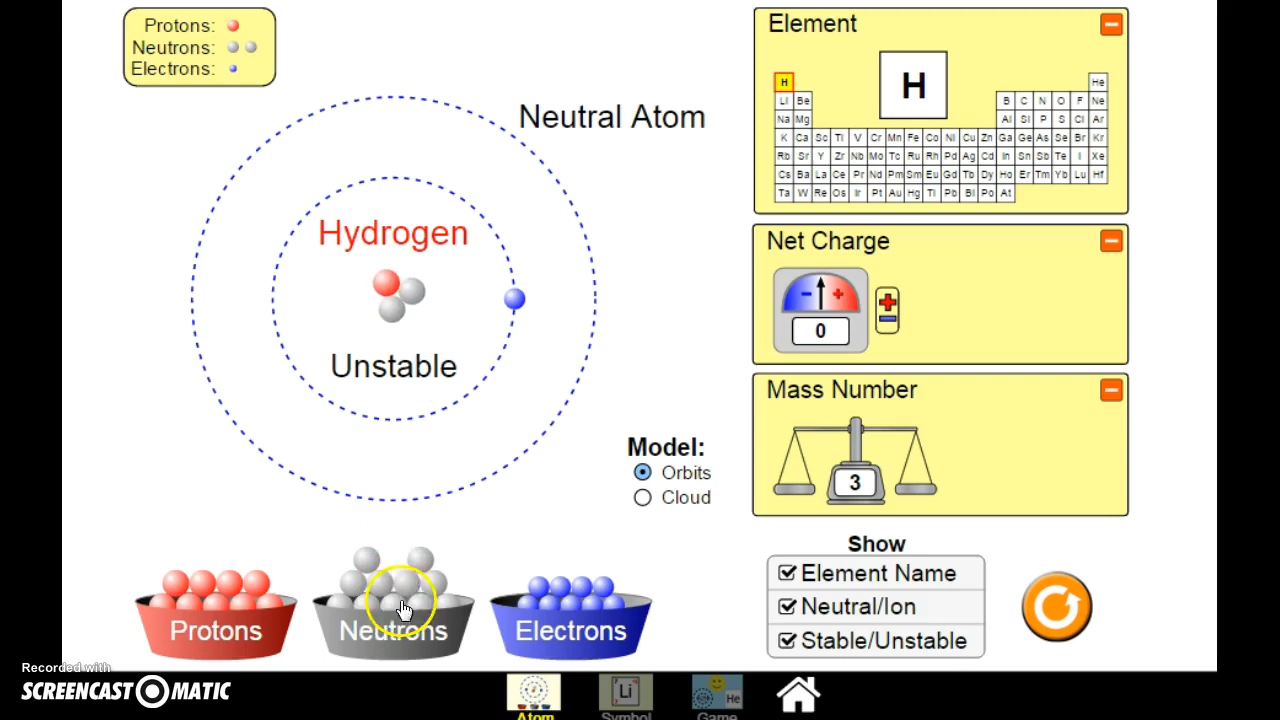 Protons:
Neutrons:
Electrons:
Neutral Atom
Hydrogen
Unstable
Model:
Orbits
Cloud
Protons
Neutrons
Electrons
Element
H
H He
Li Be B C N O F Ne
Na Mg Al Si P S Cl Ar
K Ca Sc Ti V Cr Mn Fe Co Ni Cu Zn Ga Ge As Se Br Kr
Rb Sr Y Zr Nb Mo Tc Ru Rh Pd Ag Cd In Sn Sb Te I Xe
Cs Ba La Ce Pr Nd Pm Sm Eu Gd Tb Dy Ho Er Tm Yb Lu Hf
Ta W Re Os Ir Pt Au Hg Tl Pb Bi Po At
Net Charge
- +
0
Mass Number
3
Show
Element Name
Neutral/Ion
Stable/Unstable
Recorded with
SCREENCAST MATIC
Atom
Li
Symbol
He
Game